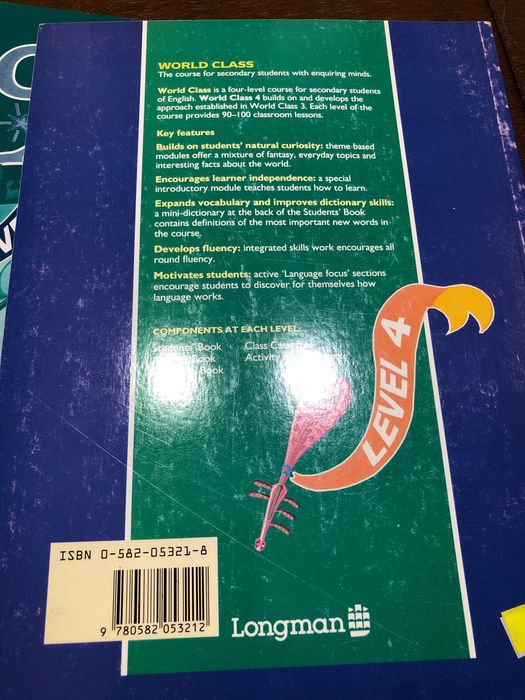 WORLD CLASS
The course for secondary students with enquiring minds.
World Class is a four-level course for secondary students
of English. World Class 4 builds on and develops the
approach established in World Class 3. Each level of the
course provides 90–100 classroom lessons.
Key features
Builds on students' natural curiosity: theme-based
modules offer a mixture of fantasy, everyday topics and
interesting facts about the world.
Encourages learner independence: a special
introductory module teaches students how to learn.
Expands vocabulary and improves dictionary skills:
a mini-dictionary at the back of the Students' Book
contains definitions of the most important new words in
the course.
Develops fluency: integrated skills work encourages all
round fluency.
Motivates students: active 'Language focus' sections
encourage students to discover for themselves how
language works.
COMPONENTS AT EACH LEVEL:
Students' Book
Book
Book
Class
Activity
LEVEL 4
ISBN 0-582-05321-8
9 780582 053212
Longman